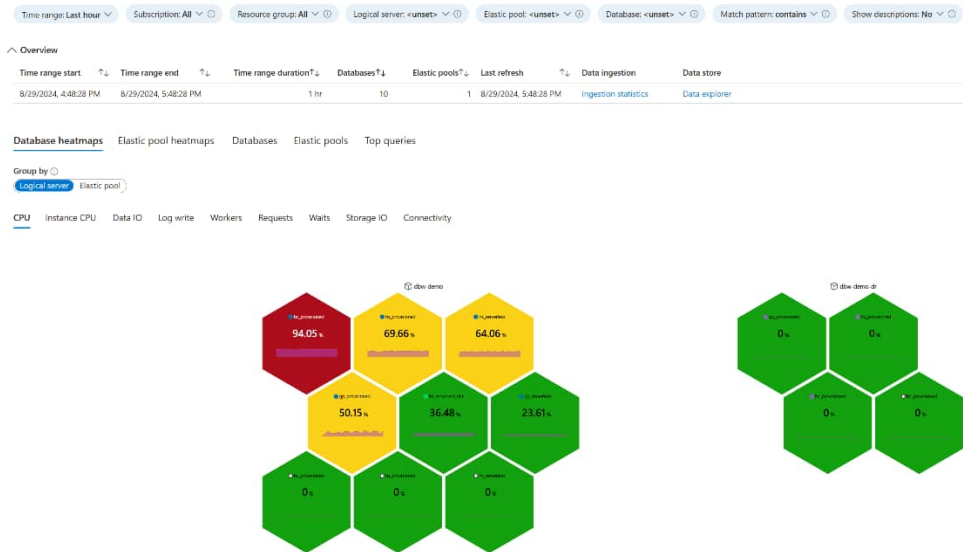 Time range: Last hour Subscription: All Resource group: All Logical server: <unset> Elastic pool: <unset> Database: <unset> Match pattern: contains Show descriptions: No
Overview
Time range start Time range end Time range duration Databases Elastic pools Last refresh Data ingestion Data store
8/29/2024, 4:48:28 PM 8/29/2024, 5:48:28 PM 1 hr 10 1 8/29/2024, 5:48:28 PM Ingestion statistics Data explorer
Database heatmaps Elastic pool heatmaps Databases Elastic pools Top queries
Group by
Logical server Elastic pool
CPU Instance CPU Data IO Log write Workers Requests Waits Storage IO Connectivity
dbw-demo dbw-demo-dr
94.05 % 69.66 % 64.06 % 0 % 0 %
50.15 % 36.48 % 23.61 % 0 % 0 %
0 % 0 % 0 %